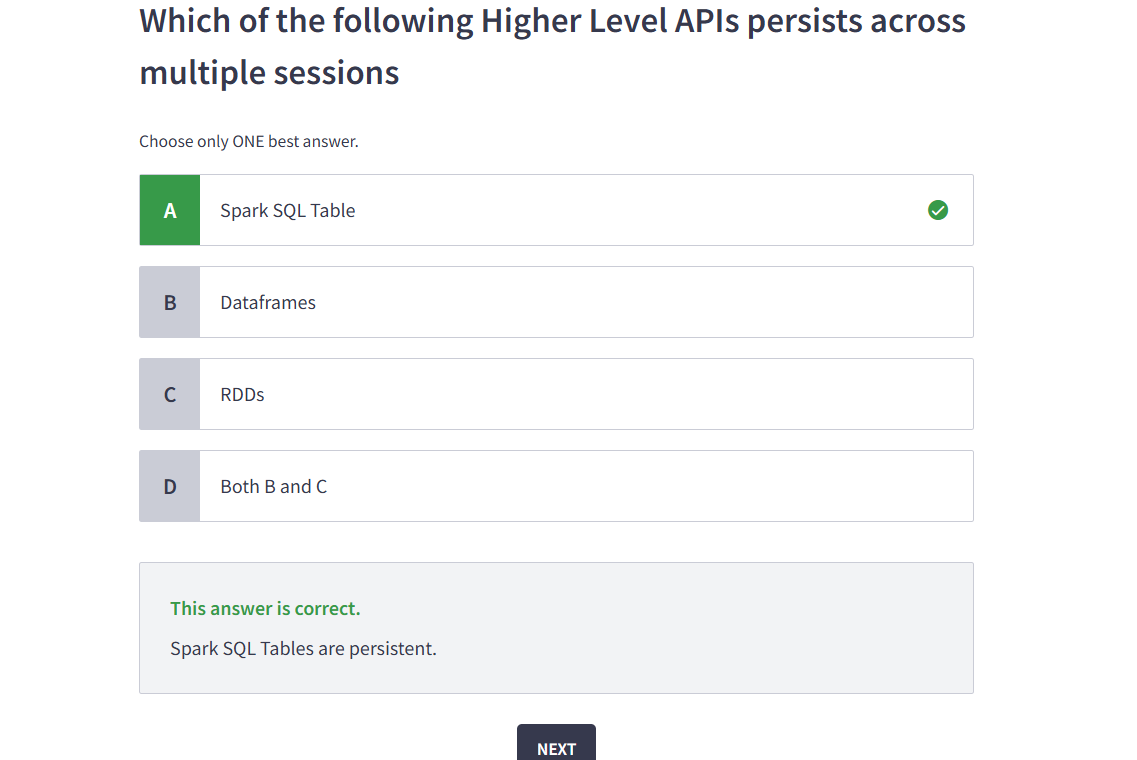 Which of the following Higher Level APIs persists across
multiple sessions
Choose only ONE best answer.
A Spark SQL Table
B Dataframes
C RDDs
D Both B and C
This answer is correct.
Spark SQL Tables are persistent.
NEXT